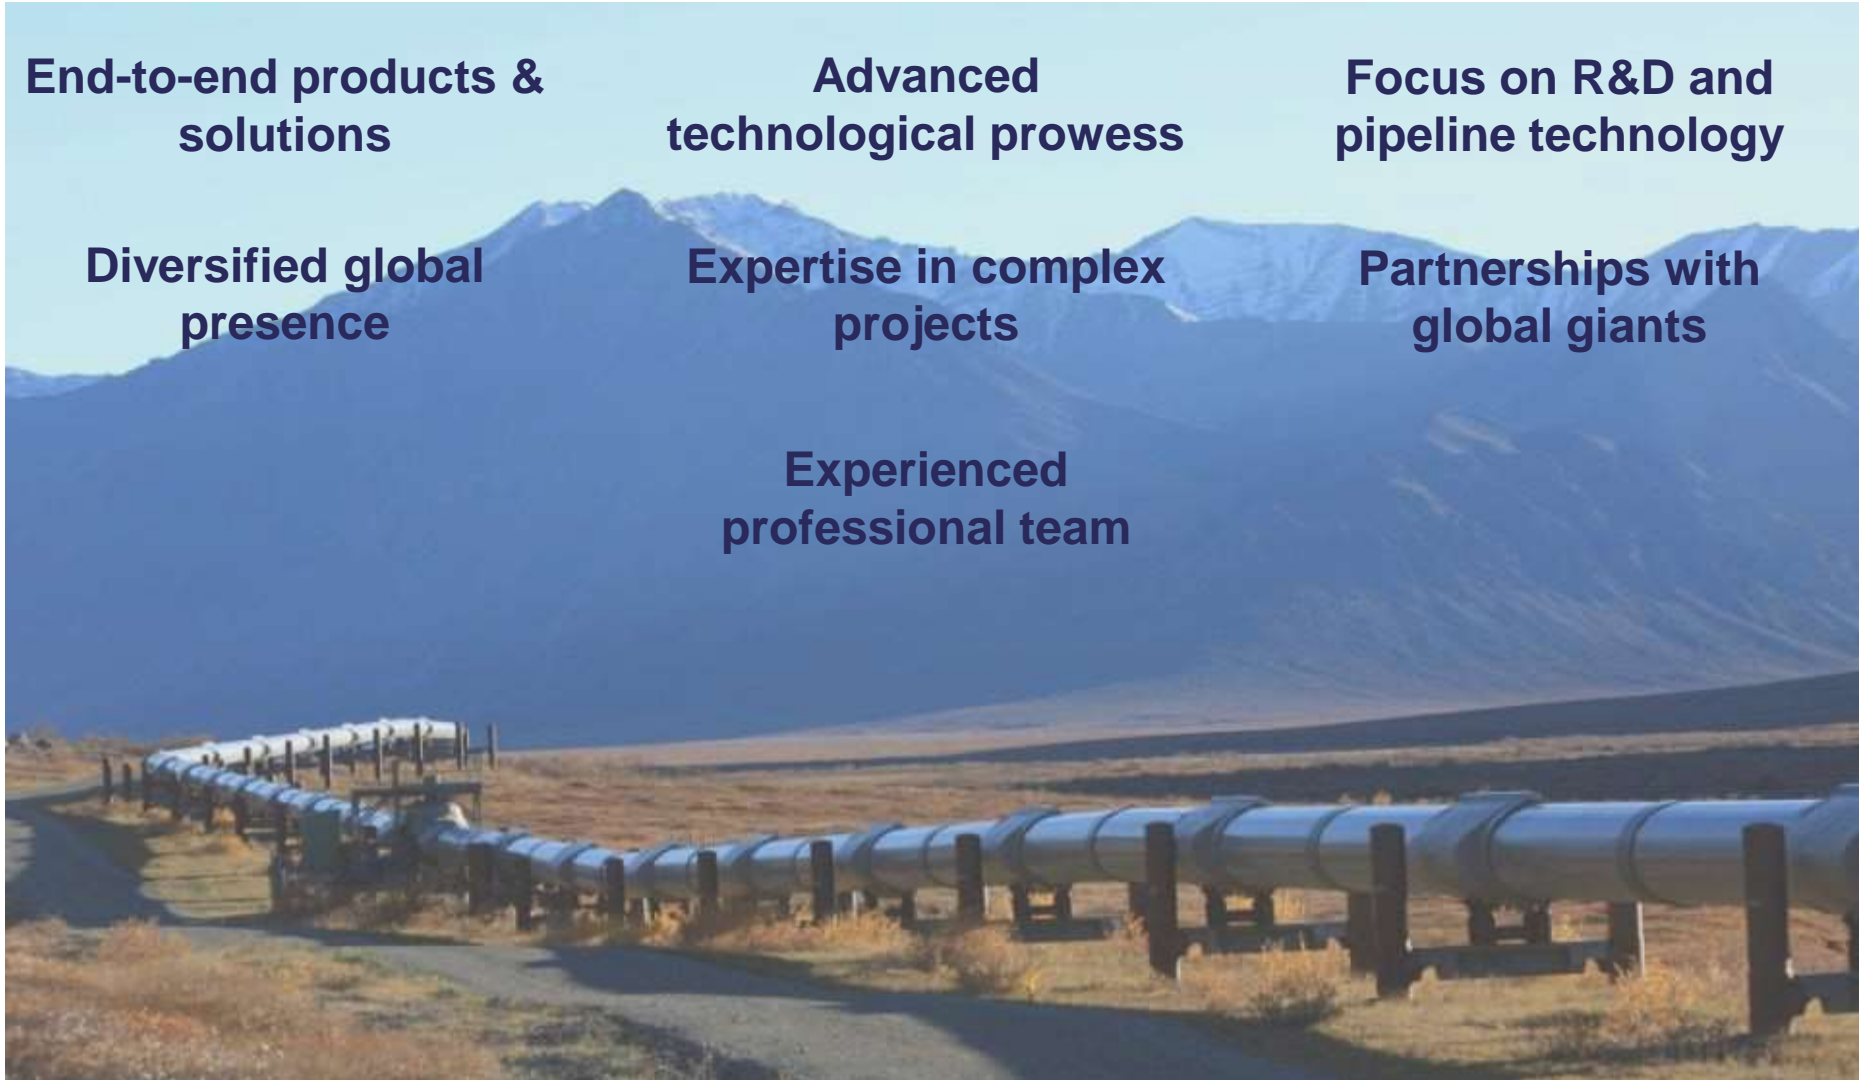 End-to-end products &
solutions
Advanced
technological prowess
Focus on R&D and
pipeline technology
Diversified global
presence
Expertise in complex
projects
Partnerships with
global giants
Experienced
professional team